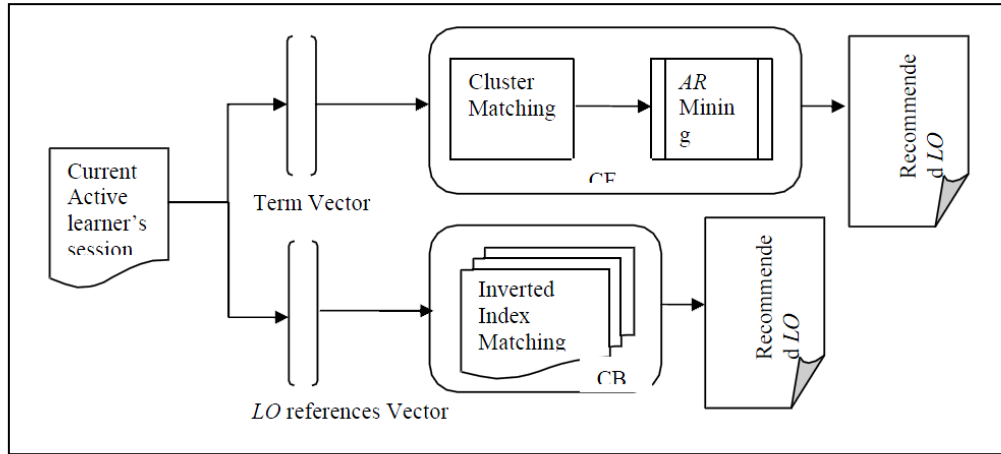 Current
Active
learner's
session
Term Vector
LO references Vector
Cluster
Matching
AR
Minin
g
CF
Inverted
Index
Matching
CB
Recommende
d LO
Recommende
d LO